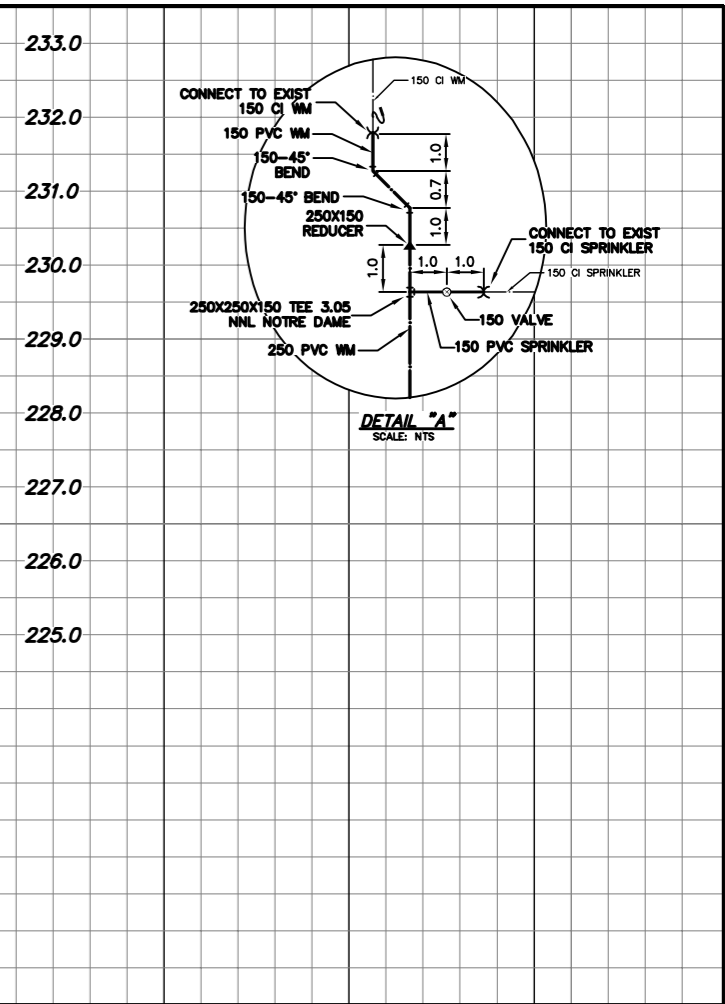 233.0
232.0
231.0
230.0
229.0
228.0
227.0
226.0
225.0
150 CI WM
CONNECT TO EXIST
150 CI WM
150 PVC WM
150-45°
BEND
150-45° BEND
250X150
REDUCER
1.0
0.7
1.0
1.0
1.0
1.0
CONNECT TO EXIST
150 CI SPRINKLER
150 CI SPRINKLER
250X250X150 TEE 3.05
NNL NOTRE DAME
150 VALVE
250 PVC WM
150 PVC SPRINKLER
DETAIL "A"
SCALE: NTS